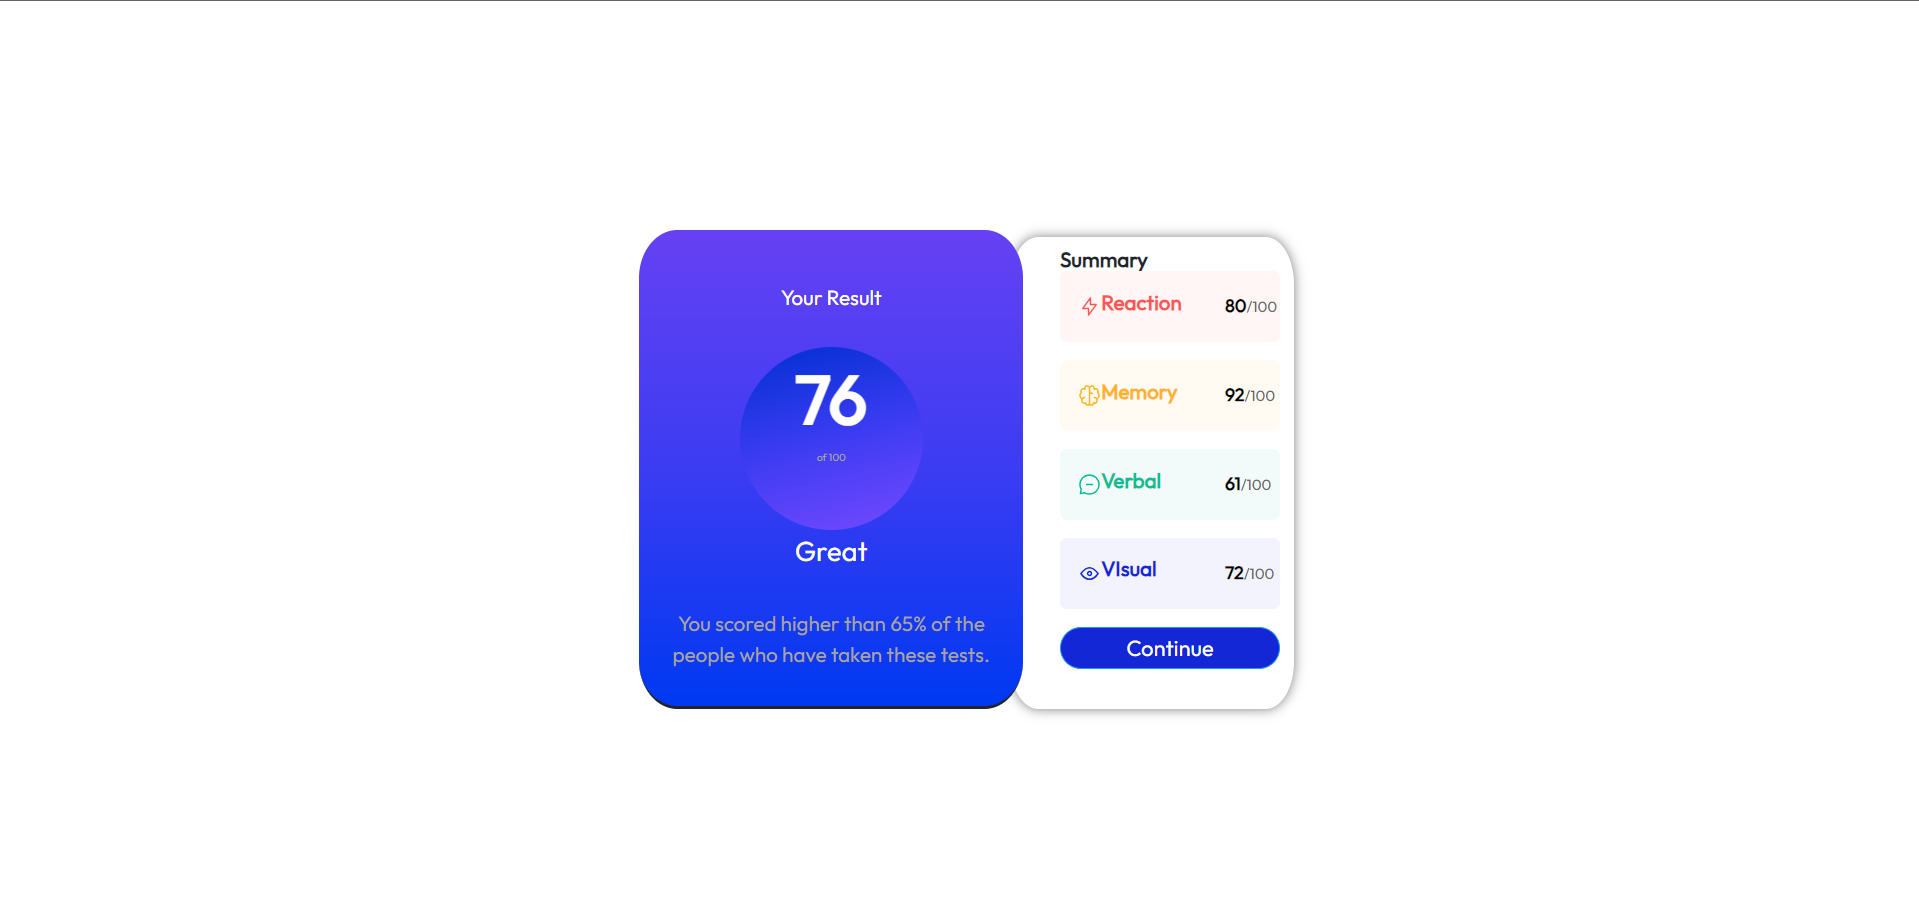 Your Result
76
of 100
Great
You scored higher than 65% of the
people who have taken these tests.
Summary
Reaction 80/100
Memory 92/100
Verbal 61/100
VIsual 72/100
Continue